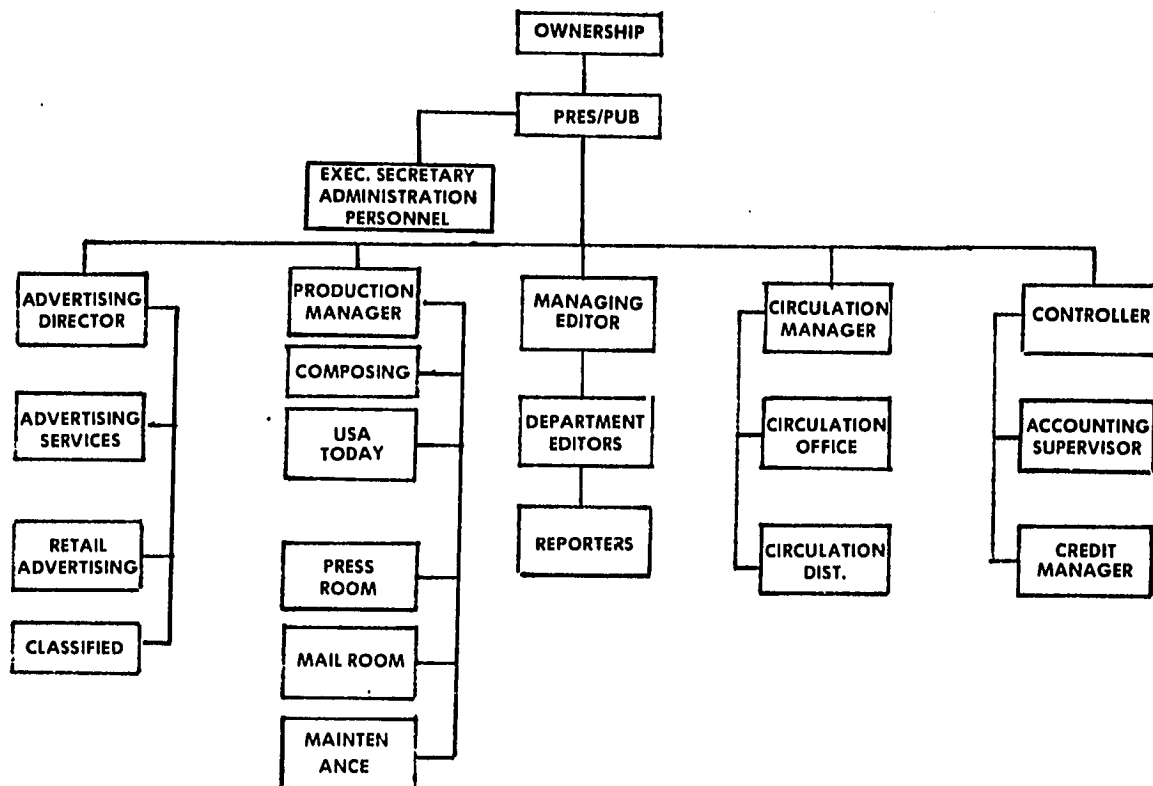 OWNERSHIP
PRES/PUB
EXEC. SECRETARY
ADMINISTRATION
PERSONNEL
ADVERTISING
DIRECTOR
ADVERTISING
SERVICES
RETAIL
ADVERTISING
CLASSIFIED
PRODUCTION
MANAGER
COMPOSING
USA
TODAY
PRESS
ROOM
MAIL ROOM
MAINTEN
ANCE
MANAGING
EDITOR
DEPARTMENT
EDITORS
REPORTERS
CIRCULATION
MANAGER
CIRCULATION
OFFICE
CIRCULATION
DIST.
CONTROLLER
ACCOUNTING
SUPERVISOR
CREDIT
MANAGER